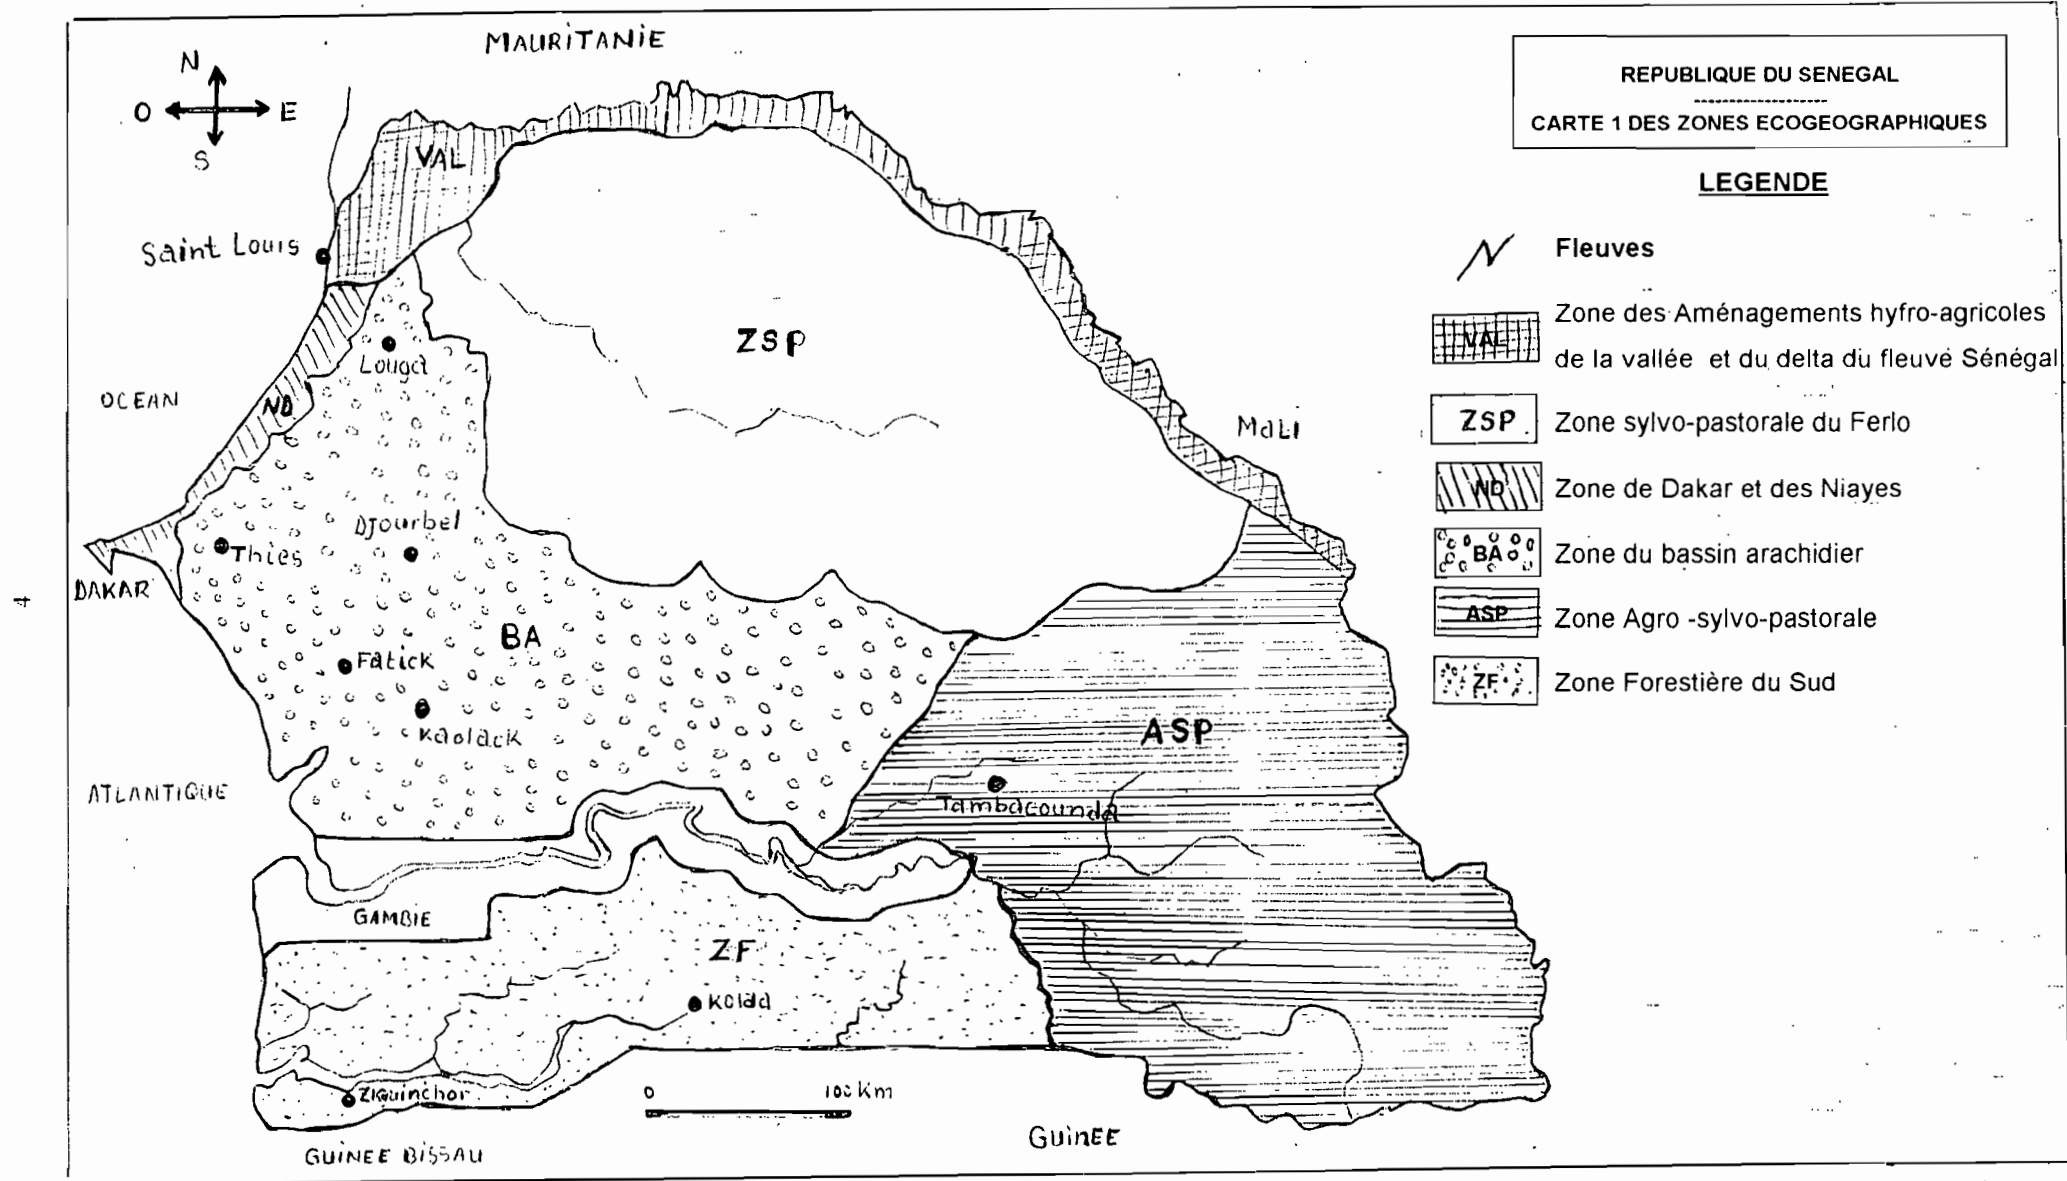 MAURITANIE
N
O E
S
REPUBLIQUE DU SENEGAL
--------------------
CARTE 1 DES ZONES ECOGEOGRAPHIQUES
LEGENDE
Fleuves
VAL
Zone des Aménagements hyfro-agricoles
de la vallée et du delta du fleuve Sénégal
ZSP
Zone sylvo-pastorale du Ferlo
ND
Zone de Dakar et des Niayes
BA
Zone du bassin arachidier
ASP
Zone Agro -sylvo-pastorale
ZF
Zone Forestière du Sud
VAL
Saint Louis
ZSP
Louga
OCEAN
ND
MALI
Djourbel
Thies
DAKAR
4
BA
Fatick
Kaolack
ASP
ATLANTIQUE
Tambacounda
GAMBIE
ZF
Kolda
Ziguinchor
0 100 Km
GUINEE
GUINEE BISSAU